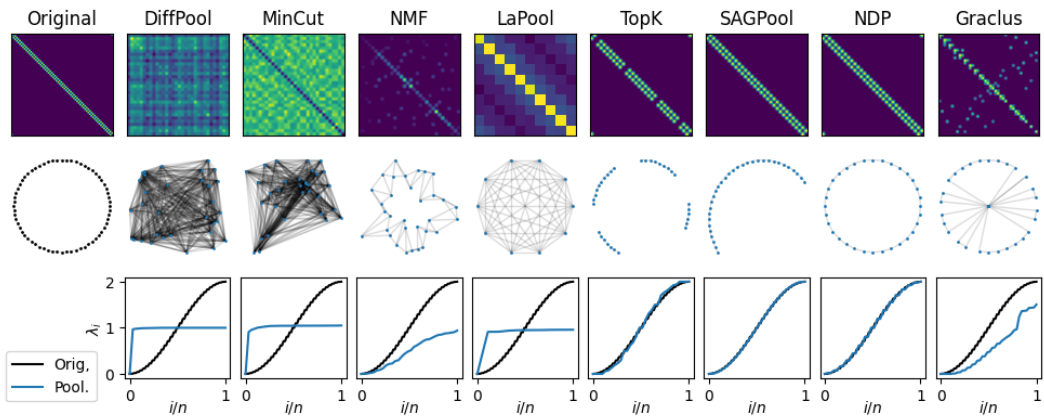 Original DiffPool MinCut NMF LaPool TopK SAGPool NDP Graclus
2
1
0
λi
Orig,
Pool.
0 1 0 1 0 1 0 1 0 1 0 1 0 1 0 1
i/n i/n i/n i/n i/n i/n i/n i/n